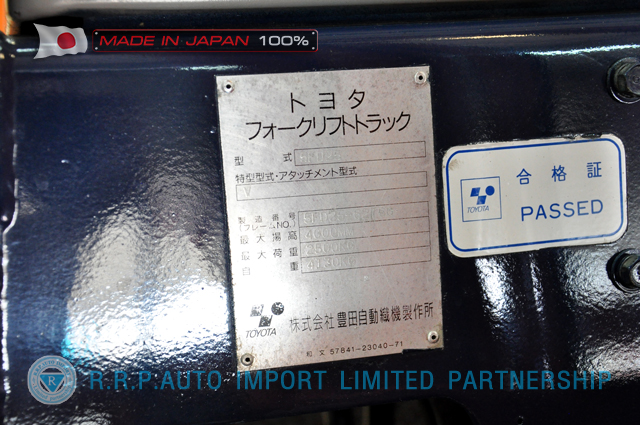 MADE IN JAPAN 100%
トヨタ
フォークリフトトラック
型式
特型型式・アタッチメント型式
V
製造番号
(フレームNO.)
最大揚高
最大荷重
自重
TOYOTA
株式会社豊田自動織機製作所
和文 57841-23040-71
合格証
TOYOTA
PASSED
R.R.P.AUTO IMPORT LIMITED PARTNERSHIP